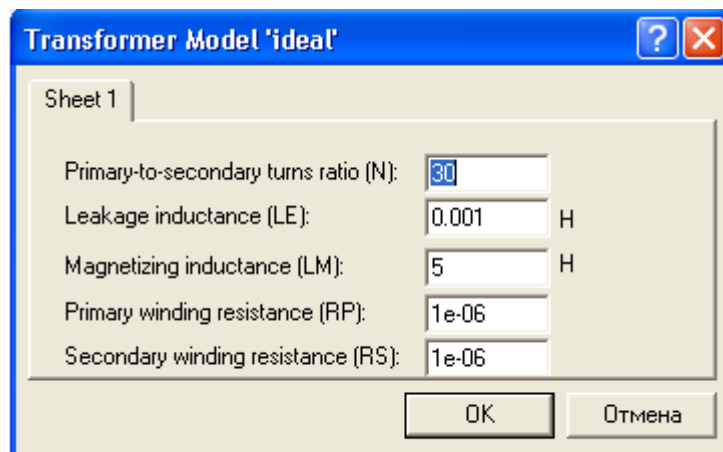 Transformer Model 'ideal'
Sheet 1
Primary-to-secondary turns ratio (N): 30
Leakage inductance (LE): 0.001 H
Magnetizing inductance (LM): 5 H
Primary winding resistance (RP): 1e-06
Secondary winding resistance (RS): 1e-06
OK Отмена